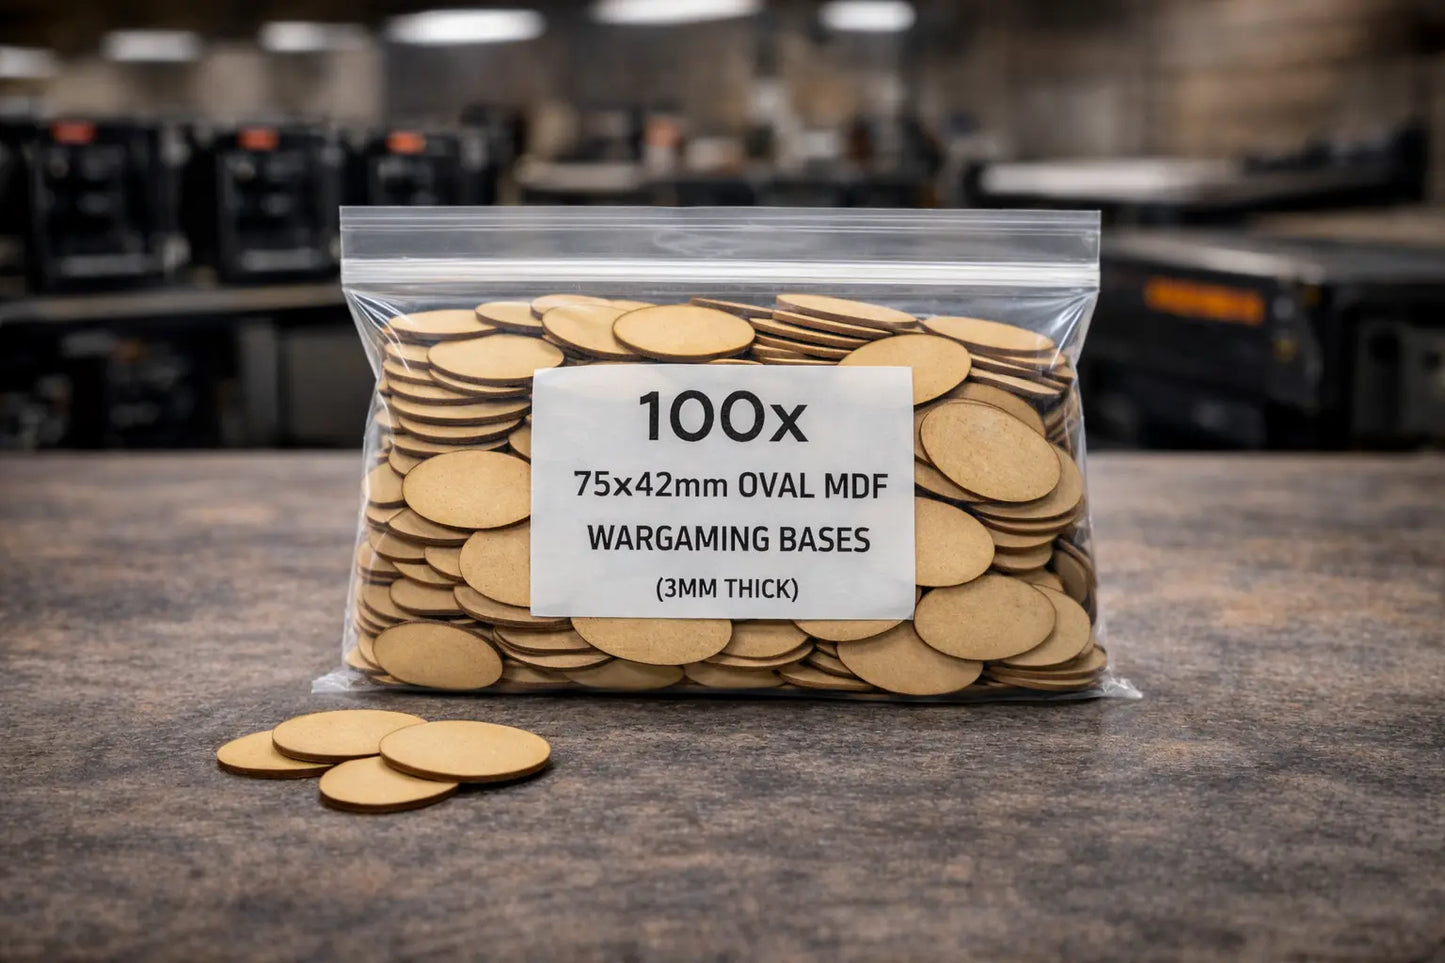 100x
75x42mm OVAL MDF
WARGAMING BASES
(3MM THICK)